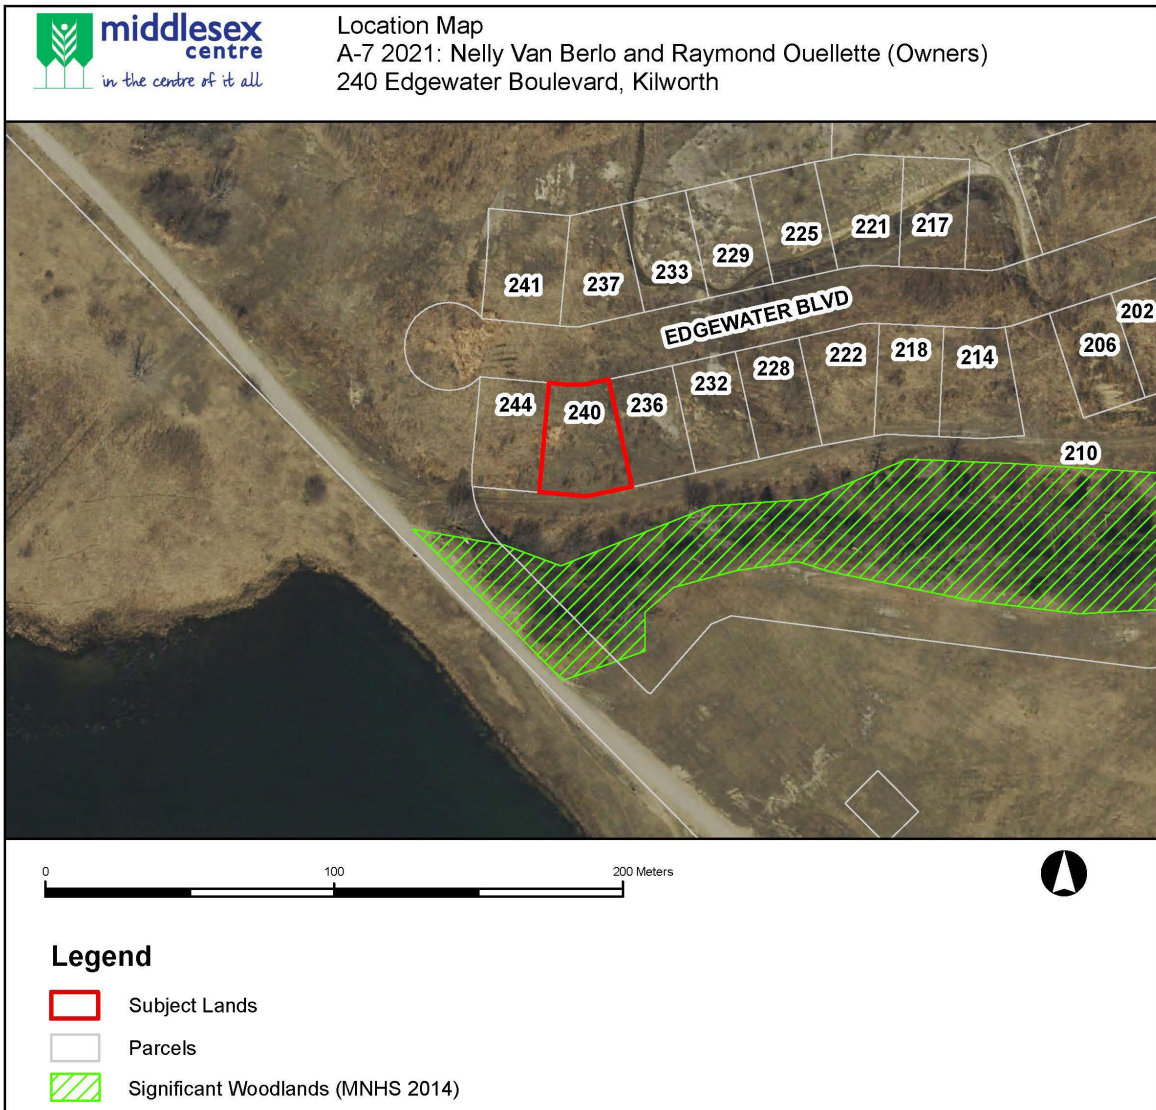 middlesex
centre
in the centre of it all
Location Map
A-7 2021: Nelly Van Berlo and Raymond Ouellette (Owners)
240 Edgewater Boulevard, Kilworth
241
237
233
229
225
221
217
EDGEWATER BLVD
202
206
244
240
236
232
228
222
218
214
210
0
100
200 Meters
Legend
Subject Lands
Parcels
Significant Woodlands (MNHS 2014)